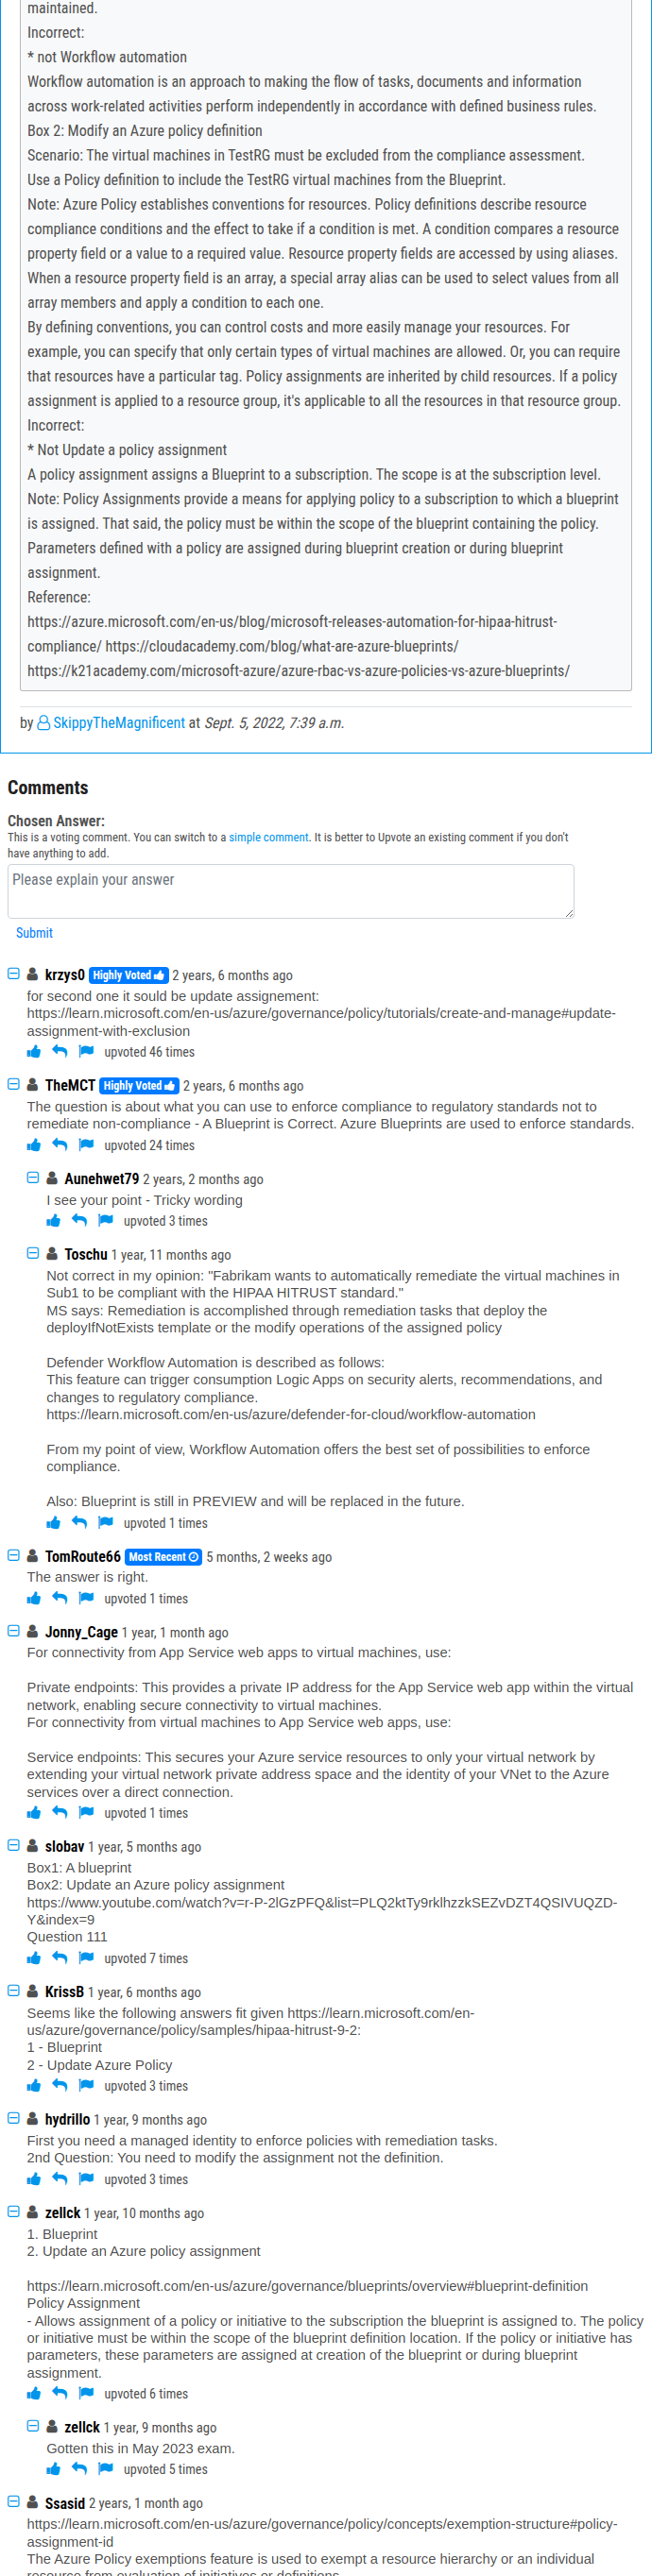 maintained.
Incorrect:
* not Workflow automation
Workflow automation is an approach to making the flow of tasks, documents and information
across work-related activities perform independently in accordance with defined business rules.
Box 2: Modify an Azure policy definition
Scenario: The virtual machines in TestRG must be excluded from the compliance assessment.
Use a Policy definition to include the TestRG virtual machines from the Blueprint.
Note: Azure Policy establishes conventions for resources. Policy definitions describe resource
compliance conditions and the effect to take if a condition is met. A condition compares a resource
property field or a value to a required value. Resource property fields are accessed by using aliases.
When a resource property field is an array, a special array alias can be used to select values from all
array members and apply a condition to each one.
By defining conventions, you can control costs and more easily manage your resources. For
example, you can specify that only certain types of virtual machines are allowed. Or, you can require
that resources have a particular tag. Policy assignments are inherited by child resources. If a policy
assignment is applied to a resource group, it's applicable to all the resources in that resource group.
Incorrect:
* Not Update a policy assignment
A policy assignment assigns a Blueprint to a subscription. The scope is at the subscription level.
Note: Policy Assignments provide a means for applying policy to a subscription to which a blueprint
is assigned. That said, the policy must be within the scope of the blueprint containing the policy.
Parameters defined with a policy are assigned during blueprint creation or during blueprint
assignment.
Reference:
https://azure.microsoft.com/en-us/blog/microsoft-releases-automation-for-hipaa-hitrust-
compliance/ https://cloudacademy.com/blog/what-are-azure-blueprints/
https://k21academy.com/microsoft-azure/azure-rbac-vs-azure-policies-vs-azure-blueprints/
by SkippyTheMagnificent at Sept. 5, 2022, 7:39 a.m.
Comments
Chosen Answer:
This is a voting comment. You can switch to a simple comment. It is better to Upvote an existing comment if you don't
have anything to add.
Please explain your answer
Submit
krzys0 Highly Voted 2 years, 6 months ago
for second one it sould be update assignement:
https://learn.microsoft.com/en-us/azure/governance/policy/tutorials/create-and-manage#update-
assignment-with-exclusion
upvoted 46 times
TheMCT Highly Voted 2 years, 6 months ago
The question is about what you can use to enforce compliance to regulatory standards not to
remediate non-compliance - A Blueprint is Correct. Azure Blueprints are used to enforce standards.
upvoted 24 times
Aunehwet79 2 years, 2 months ago
I see your point - Tricky wording
upvoted 3 times
Toschu 1 year, 11 months ago
Not correct in my opinion: "Fabrikam wants to automatically remediate the virtual machines in
Sub1 to be compliant with the HIPAA HITRUST standard."
MS says: Remediation is accomplished through remediation tasks that deploy the
deployIfNotExists template or the modify operations of the assigned policy
Defender Workflow Automation is described as follows:
This feature can trigger consumption Logic Apps on security alerts, recommendations, and
changes to regulatory compliance.
https://learn.microsoft.com/en-us/azure/defender-for-cloud/workflow-automation
From my point of view, Workflow Automation offers the best set of possibilities to enforce
compliance.
Also: Blueprint is still in PREVIEW and will be replaced in the future.
upvoted 1 times
TomRoute66 Most Recent 5 months, 2 weeks ago
The answer is right.
upvoted 1 times
Jonny_Cage 1 year, 1 month ago
For connectivity from App Service web apps to virtual machines, use:
Private endpoints: This provides a private IP address for the App Service web app within the virtual
network, enabling secure connectivity to virtual machines.
For connectivity from virtual machines to App Service web apps, use:
Service endpoints: This secures your Azure service resources to only your virtual network by
extending your virtual network private address space and the identity of your VNet to the Azure
services over a direct connection.
upvoted 1 times
slobav 1 year, 5 months ago
Box1: A blueprint
Box2: Update an Azure policy assignment
https://www.youtube.com/watch?v=r-P-2lGzPFQ&list=PLQ2ktTy9rklhzzkSEZvDZT4QSIVUQZD-
Y&index=9
Question 111
upvoted 7 times
KrissB 1 year, 6 months ago
Seems like the following answers fit given https://learn.microsoft.com/en-
us/azure/governance/policy/samples/hipaa-hitrust-9-2:
1 - Blueprint
2 - Update Azure Policy
upvoted 3 times
hydrillo 1 year, 9 months ago
First you need a managed identity to enforce policies with remediation tasks.
2nd Question: You need to modify the assignment not the definition.
upvoted 3 times
zellck 1 year, 10 months ago
1. Blueprint
2. Update an Azure policy assignment
https://learn.microsoft.com/en-us/azure/governance/blueprints/overview#blueprint-definition
Policy Assignment
- Allows assignment of a policy or initiative to the subscription the blueprint is assigned to. The policy
or initiative must be within the scope of the blueprint definition location. If the policy or initiative has
parameters, these parameters are assigned at creation of the blueprint or during blueprint
assignment.
upvoted 6 times
zellck 1 year, 9 months ago
Gotten this in May 2023 exam.
upvoted 5 times
Ssasid 2 years, 1 month ago
https://learn.microsoft.com/en-us/azure/governance/policy/concepts/exemption-structure#policy-
assignment-id
The Azure Policy exemptions feature is used to exempt a resource hierarchy or an individual
resource from evaluation of initiatives or definitions.